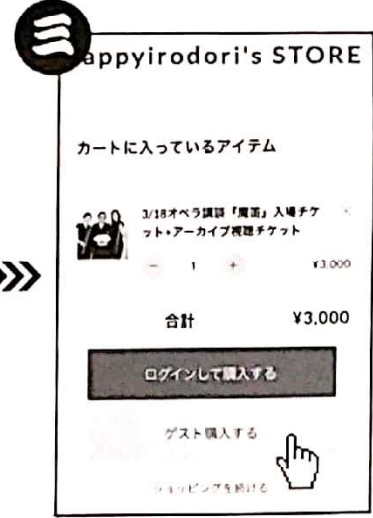 三
appyirodori's STORE
カートに入っているアイテム
3/18オペラ講談「魔笛」入場チケ
ット+アーカイブ視聴チケット
×
− 1 +
¥3,000
合計 ¥3,000
ログインして購入する
ゲスト購入する
ショッピングを続ける